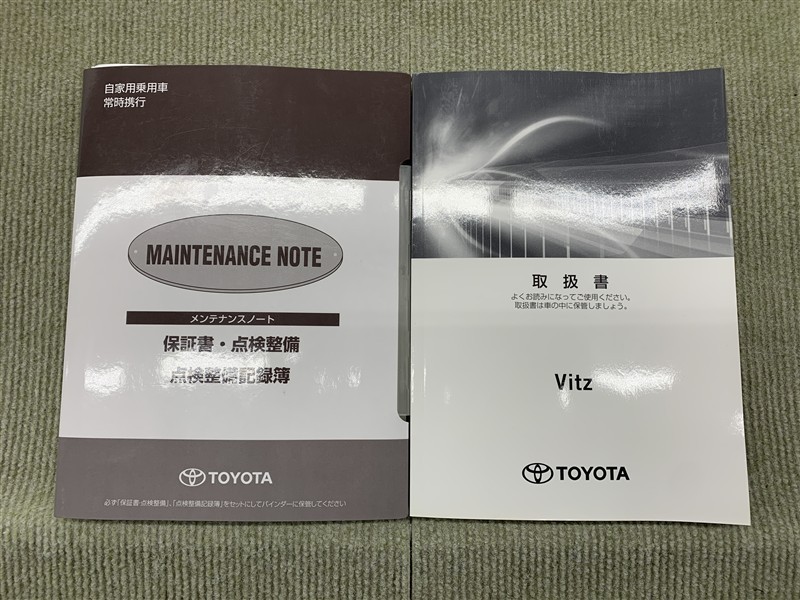 自家用乗用車
常時携行
MAINTENANCE NOTE
メンテナンスノート
保証書・点検整備
点検整備記録簿
TOYOTA
必ず「保証書・点検整備」、「点検整備記録簿」をセットにしてバインダーに保管してください
取扱書
よくお読みになってご使用ください。
取扱書は車の中に保管しましょう。
Vitz
TOYOTA